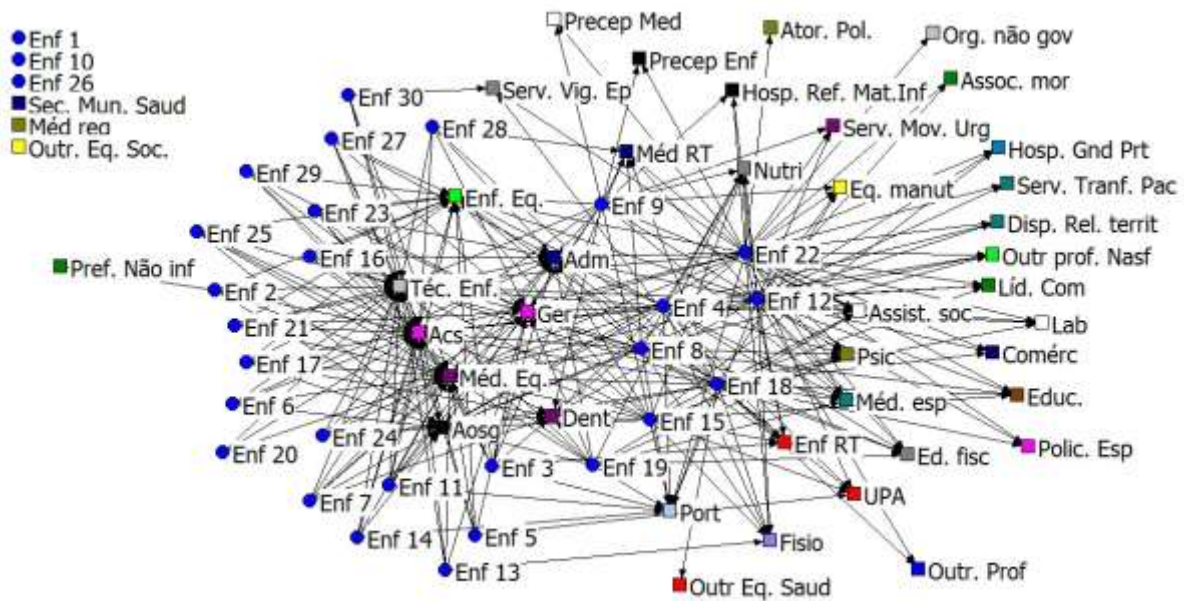 Enf 1
Enf 10
Enf 26
Sec. Mun. Saud
Méd reg
Outr. Eq. Soc.
Precep Med
Ator. Pol.
Org. não gov
Precep Enf
Assoc. mor
Enf 30
Serv. Vig. Ep
Hosp. Ref. Mat.Inf
Enf 27
Enf 28
Serv. Mov. Urg
Méd RT
Hosp. Gnd Prt
Enf 29
Nutri
Enf. Eq.
Eq. manut
Serv. Tranf. Pac
Enf 23
Enf 9
Disp. Rel. territ
Enf 25
Enf 22
Outr prof. Nasf
Enf 16
Adm
Pref. Não inf
Enf 2
Téc. Enf.
Líd. Com
Enf 4
Enf 12
Ger
Assist. soc
Lab
Enf 21
Acs
Enf 8
Psic
Comérc
Enf 17
Méd. Eq.
Enf 18
Méd. esp
Educ.
Enf 6
Dent
Enf 15
Aosg
Enf 24
Enf RT
Polic. Esp
Enf 20
Ed. fisc
Enf 3
Enf 19
Enf 11
UPA
Enf 7
Port
Enf 14
Enf 5
Fisio
Enf 13
Outr. Prof
Outr Eq. Saud